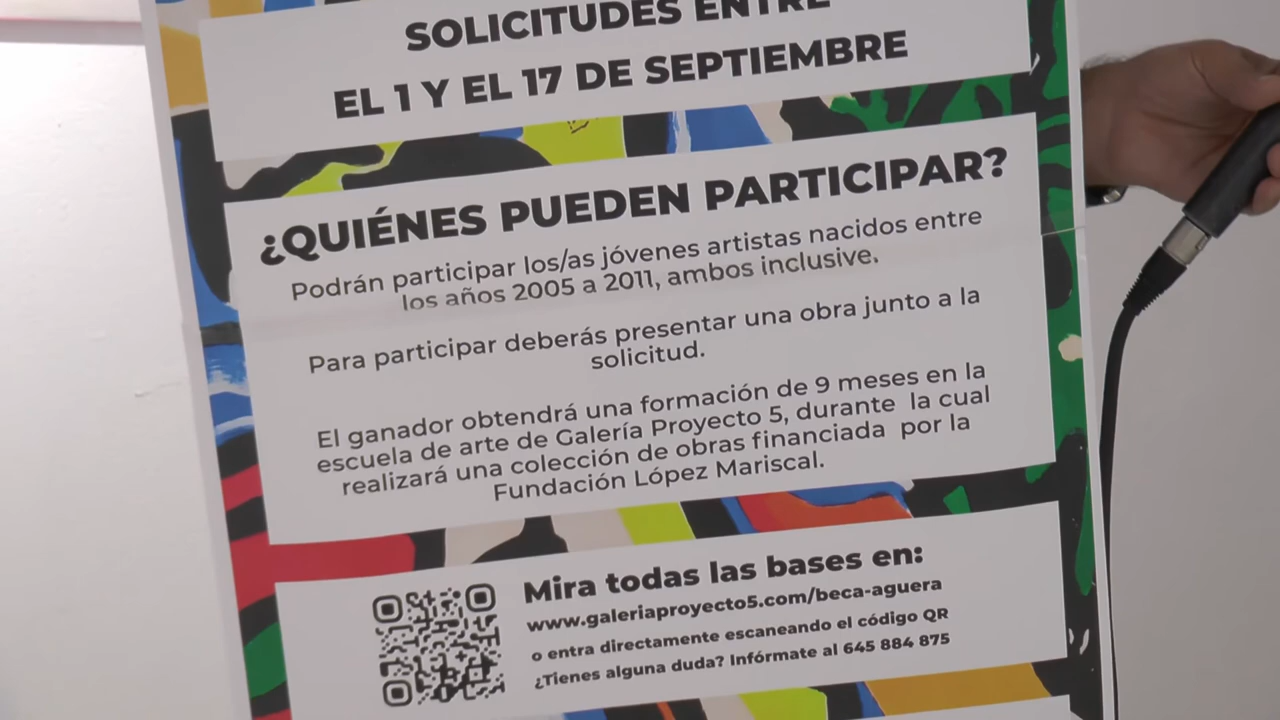 SOLICITUDES ENTRE
EL 1 Y EL 17 DE SEPTIEMBRE
¿QUIÉNES PUEDEN PARTICIPAR?
Podrán participar los/as jóvenes artistas nacidos entre
los años 2005 a 2011, ambos inclusive.
Para participar deberás presentar una obra junto a la
solicitud.
El ganador obtendrá una formación de 9 meses en la
escuela de arte de Galería Proyecto 5, durante la cual
realizará una colección de obras financiada por la
Fundación López Mariscal.
Mira todas las bases en:
www.galeriaproyecto5.com/beca-aguera
o entra directamente escaneando el código QR
¿Tienes alguna duda? Infórmate al 645 884 875